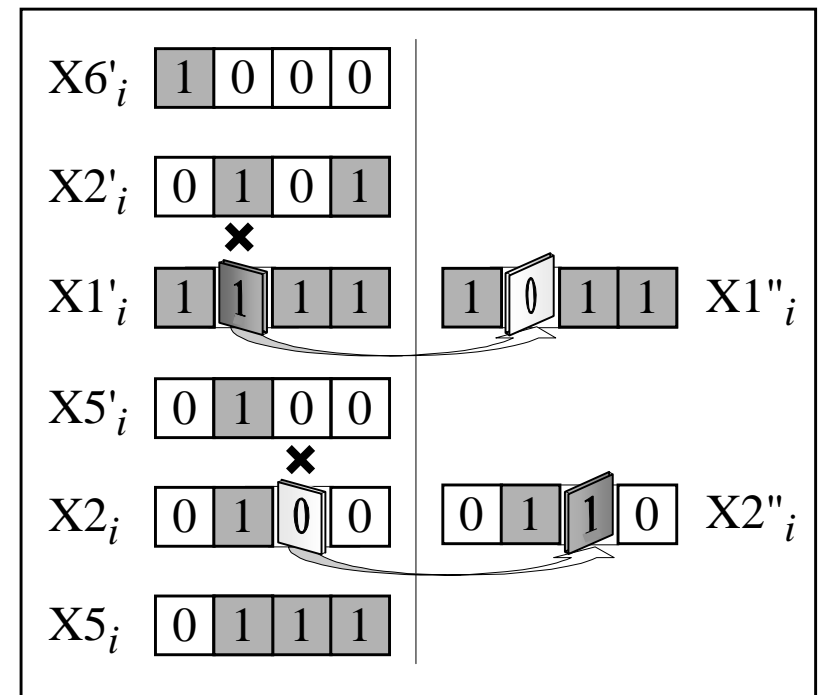 X6'i 1 0 0 0
X2'i 0 1 0 1
X1'i 1 1 1 1 1 0 1 1 X1"i
X5'i 0 1 0 0
X2i 0 1 0 0 0 1 1 0 X2"i
X5i 0 1 1 1